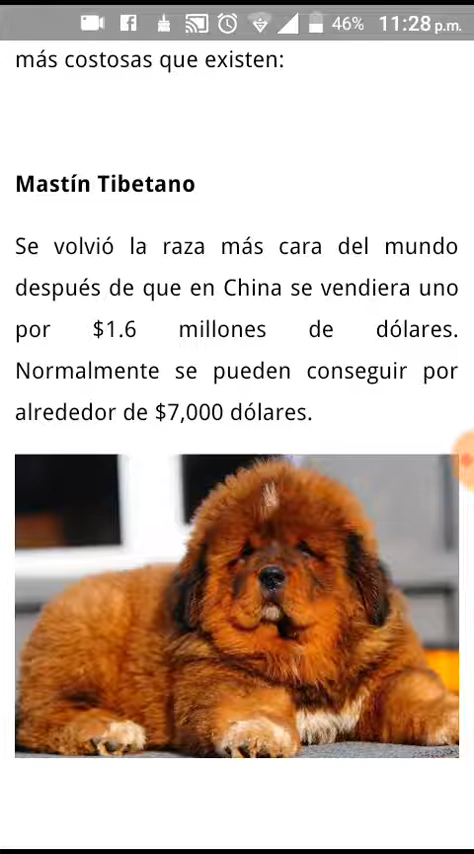 46% 11:28 p.m.
más costosas que existen:
Mastín Tibetano
Se volvió la raza más cara del mundo
después de que en China se vendiera uno
por $1.6 millones de dólares.
Normalmente se pueden conseguir por
alrededor de $7,000 dólares.